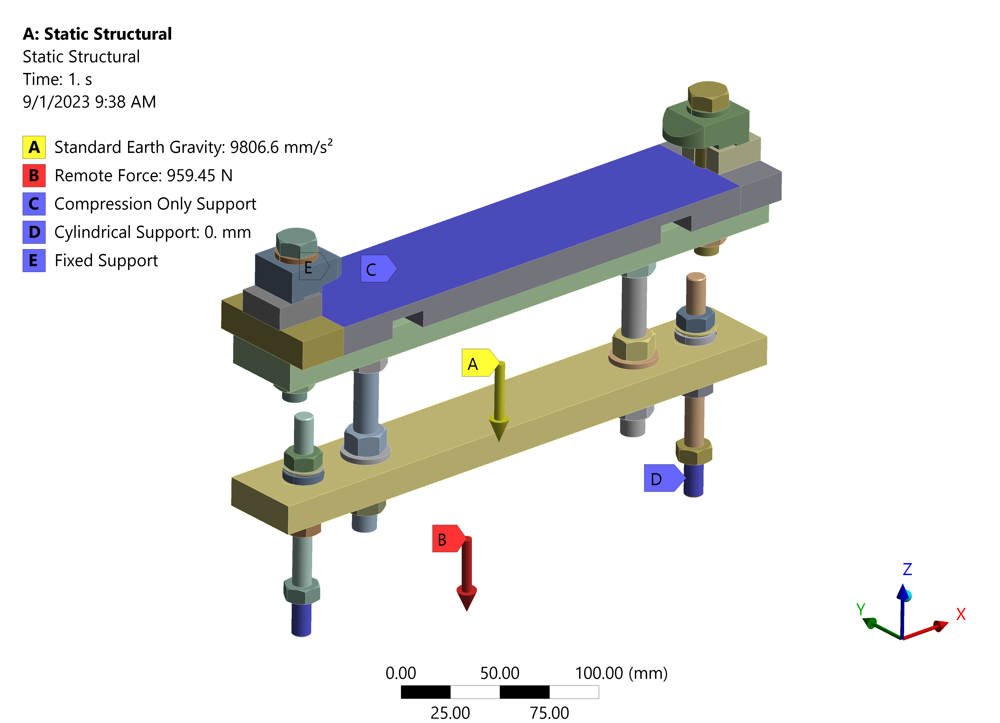 A: Static Structural
Static Structural
Time: 1. s
9/1/2023 9:38 AM
A Standard Earth Gravity: 9806.6 mm/s²
B Remote Force: 959.45 N
C Compression Only Support
D Cylindrical Support: 0. mm
E Fixed Support
E
C
A
D
B
Z
Y
X
0.00 50.00 100.00 (mm)
25.00 75.00